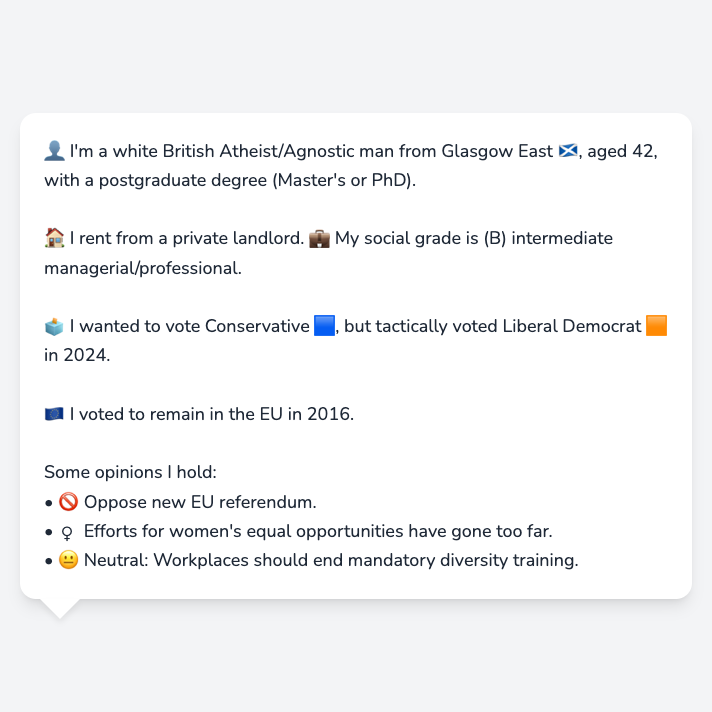 👤 I'm a white British Atheist/Agnostic man from Glasgow East 🏴󠁧󠁢󠁳󠁣󠁴󠁿, aged 42,
with a postgraduate degree (Master's or PhD).
🏠 I rent from a private landlord. 💼 My social grade is (B) intermediate
managerial/professional.
🗳️ I wanted to vote Conservative 🟦, but tactically voted Liberal Democrat 🟧
in 2024.
🇪🇺 I voted to remain in the EU in 2016.
Some opinions I hold:
• 🚫 Oppose new EU referendum.
• ♀ Efforts for women's equal opportunities have gone too far.
• 😐 Neutral: Workplaces should end mandatory diversity training.